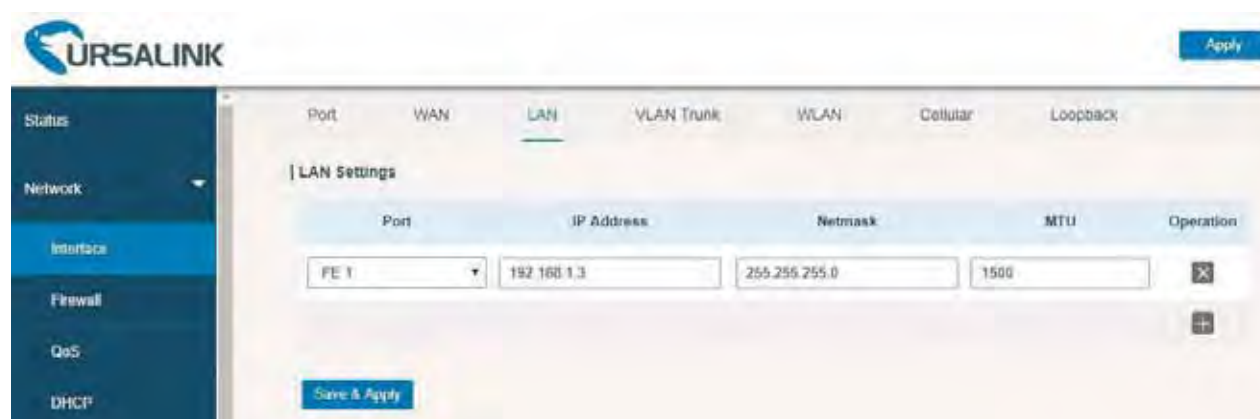 URSALINK
Apply
Status
Port WAN LAN VLAN Trunk WLAN Cellular Loopback
LAN Settings
Network
Port IP Address Netmask MTU Operation
Interface
FE 1 192.168.1.3 255.255.255.0 1500
Firewall
QoS
Save & Apply
DHCP